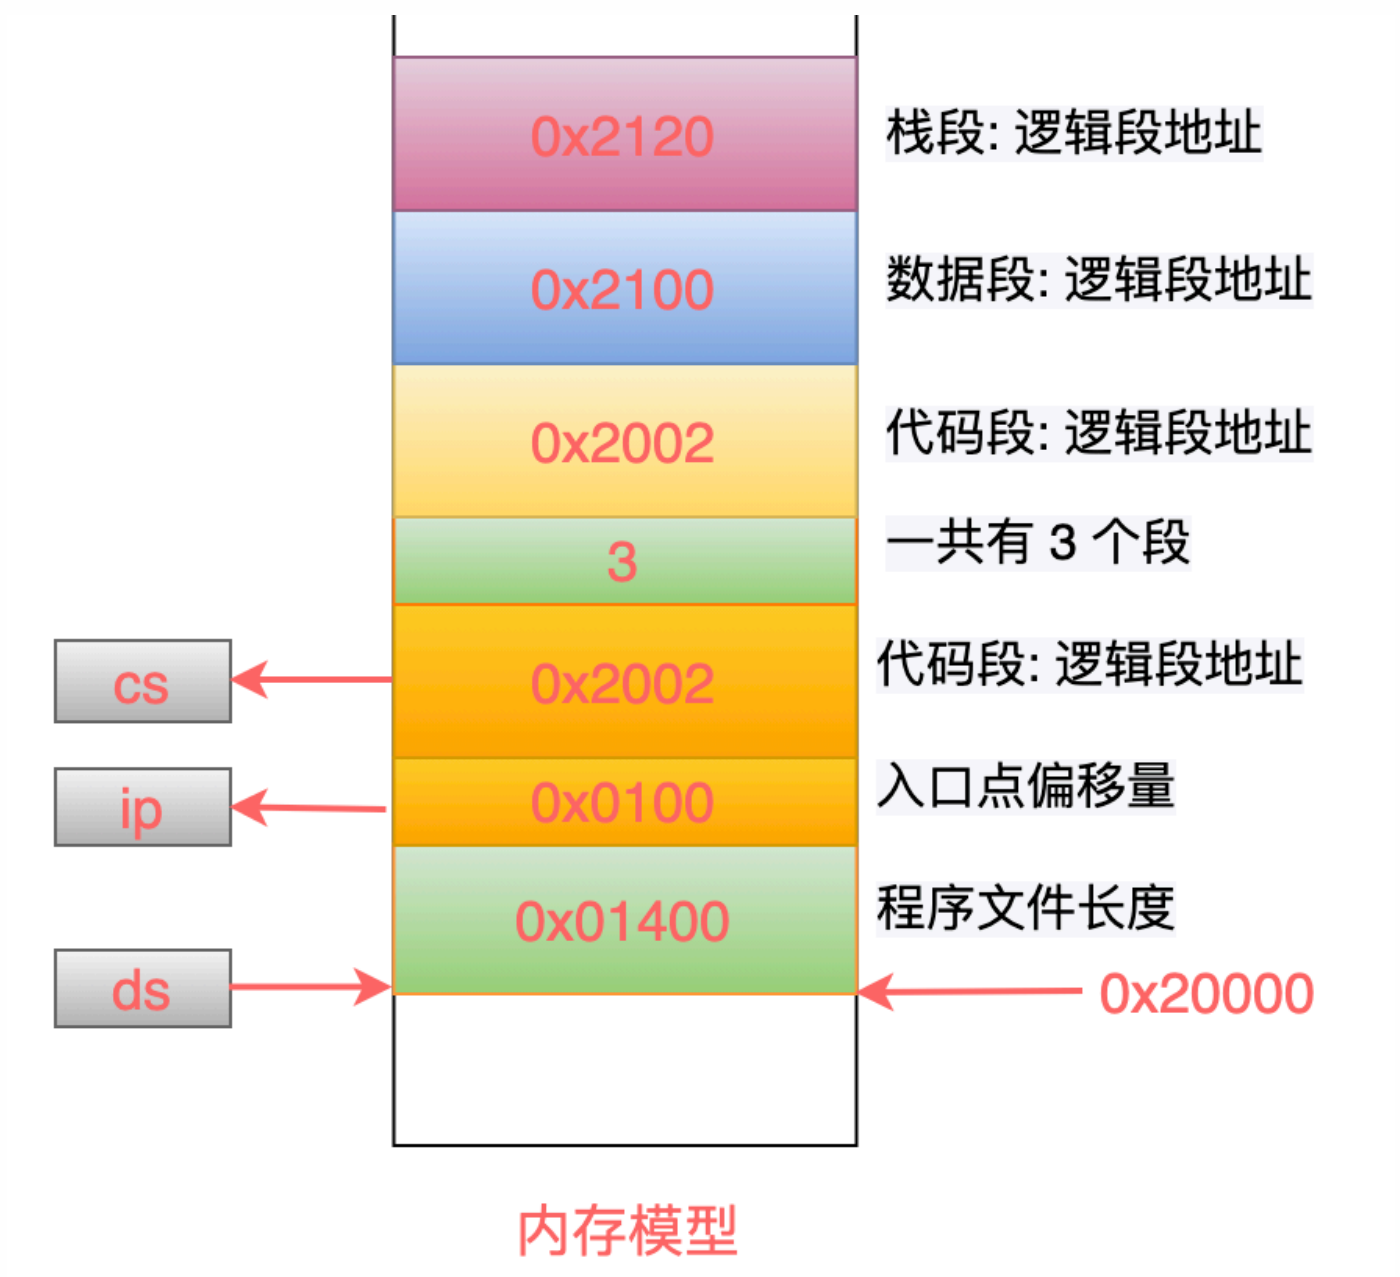 0x2120
栈段: 逻辑段地址
0x2100
数据段: 逻辑段地址
0x2002
代码段: 逻辑段地址
3
一共有 3 个段
cs
0x2002
代码段: 逻辑段地址
ip
0x0100
入口点偏移量
0x01400
程序文件长度
ds
0x20000
内存模型